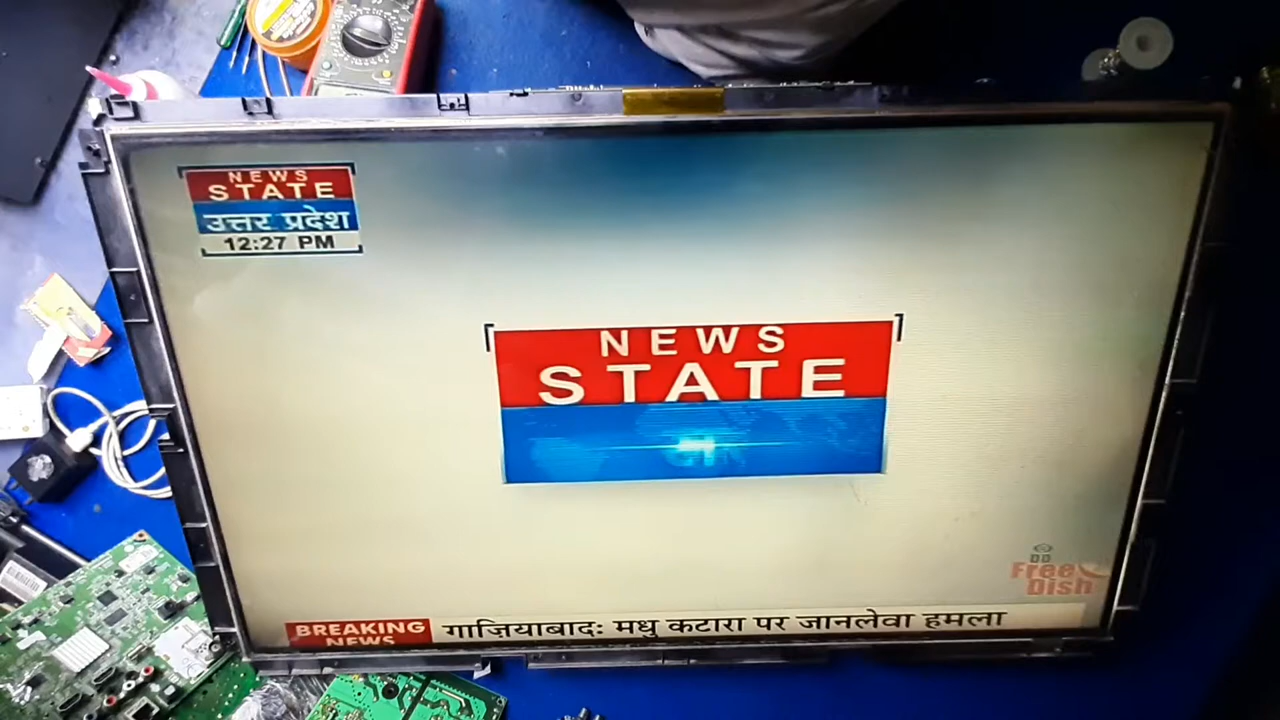 NEWS
STATE
उत्तर प्रदेश
12:27 PM
NEWS
STATE
DD
Free
Dish
BREAKING
NEWS
गाज़ियाबाद: मधु कटारा पर जानलेवा हमला